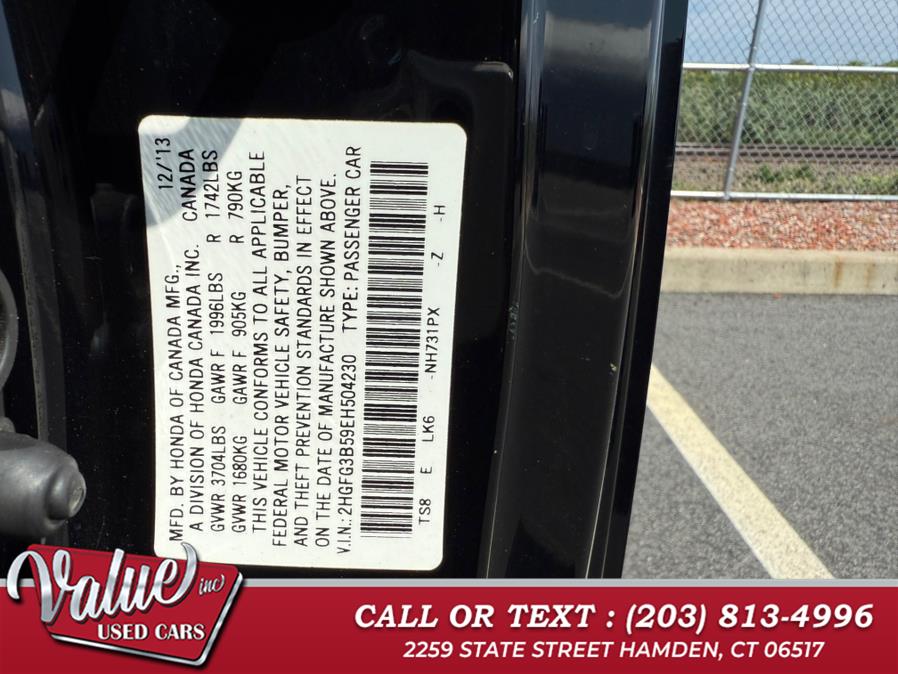 MFD. BY HONDA OF CANADA MFG., 12/'13
A DIVISION OF HONDA CANADA INC. CANADA
GVWR 3704LBS GAWR F 1996LBS R 1742LBS
GVWR 1680KG GAWR F 905KG R 790KG
THIS VEHICLE CONFORMS TO ALL APPLICABLE
FEDERAL MOTOR VEHICLE SAFETY, BUMPER,
AND THEFT PREVENTION STANDARDS IN EFFECT
ON THE DATE OF MANUFACTURE SHOWN ABOVE.
V.I.N.: 2HGFG3B59EH504230 TYPE: PASSENGER CAR
TS8 E LK6 -NH731PX -Z -H
Value inc
USED CARS
CALL OR TEXT : (203) 813-4996
2259 STATE STREET HAMDEN, CT 06517